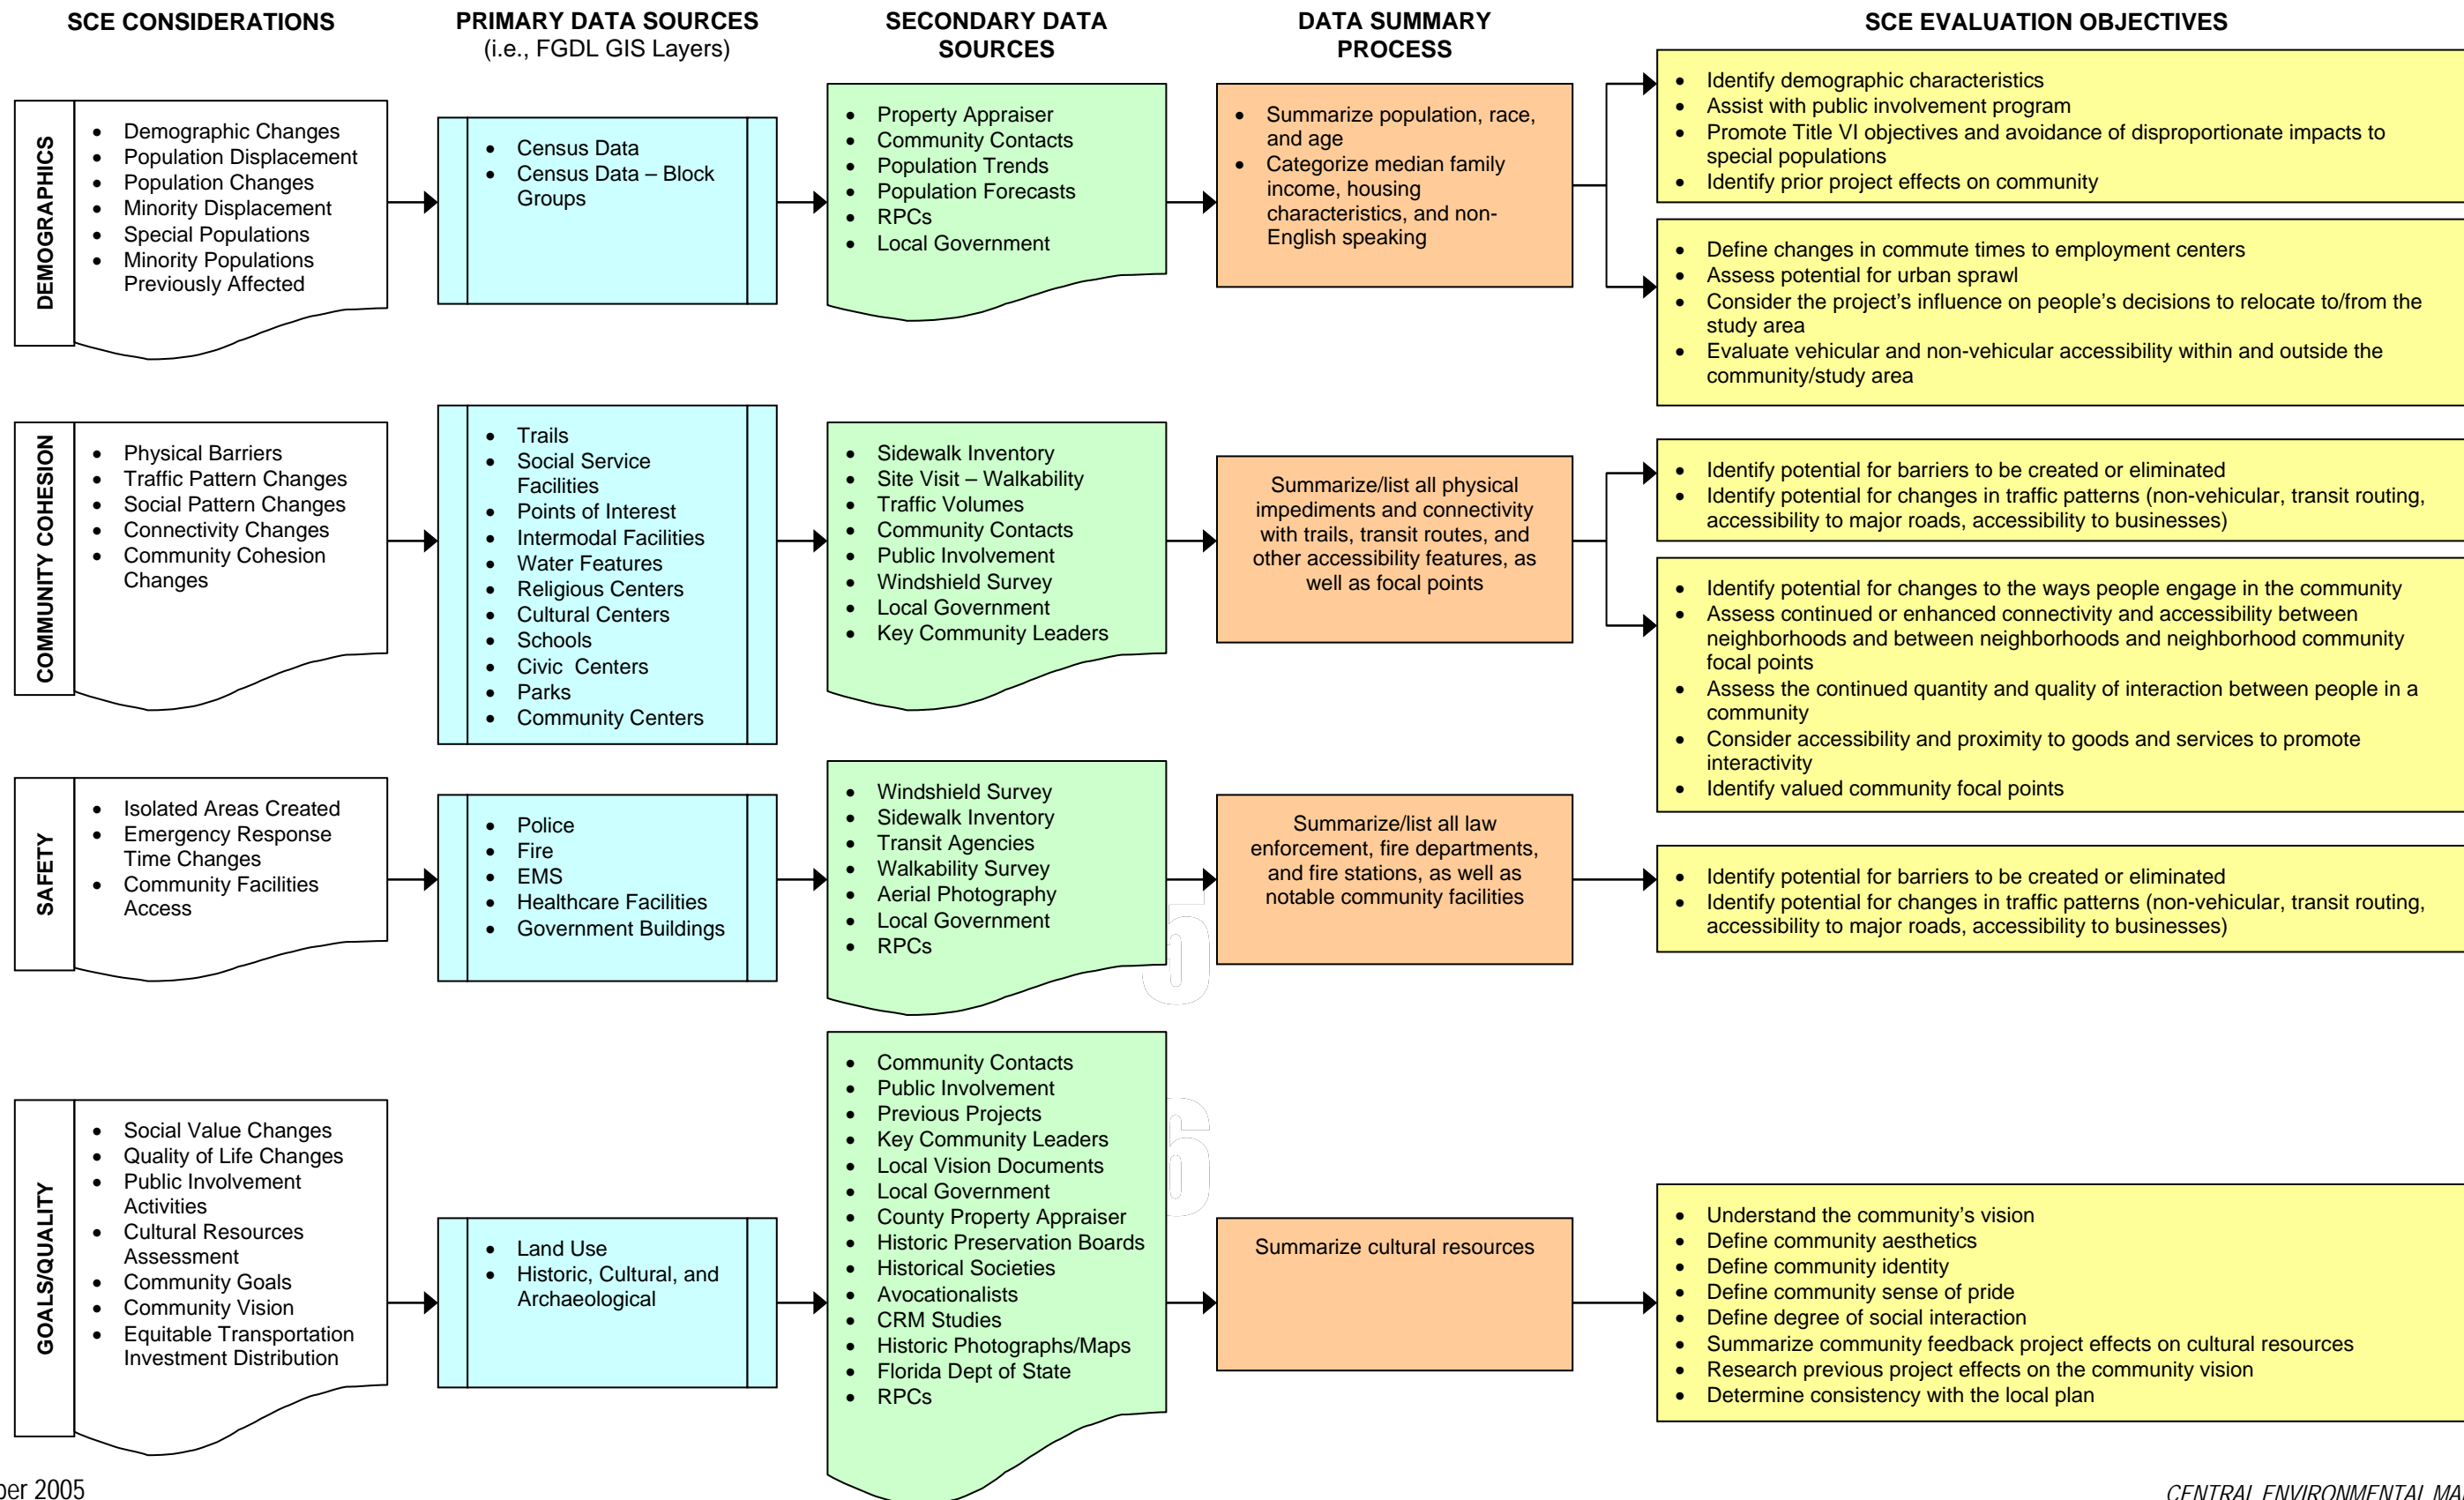 SCE CONSIDERATIONS
PRIMARY DATA SOURCES
(i.e., FGDL GIS Layers)
SECONDARY DATA
SOURCES
DATA SUMMARY
PROCESS
SCE EVALUATION OBJECTIVES
DEMOGRAPHICS
• Demographic Changes
• Population Displacement
• Population Changes
• Minority Displacement
• Special Populations
• Minority Populations
Previously Affected
• Census Data
• Census Data – Block
Groups
• Property Appraiser
• Community Contacts
• Population Trends
• Population Forecasts
• RPCs
• Local Government
• Summarize population, race,
and age
• Categorize median family
income, housing
characteristics, and non-
English speaking
• Identify demographic characteristics
• Assist with public involvement program
• Promote Title VI objectives and avoidance of disproportionate impacts to
special populations
• Identify prior project effects on community
• Define changes in commute times to employment centers
• Assess potential for urban sprawl
• Consider the project’s influence on people’s decisions to relocate to/from the
study area
• Evaluate vehicular and non-vehicular accessibility within and outside the
community/study area
COMMUNITY COHESION
• Physical Barriers
• Traffic Pattern Changes
• Social Pattern Changes
• Connectivity Changes
• Community Cohesion
Changes
• Trails
• Social Service
Facilities
• Points of Interest
• Intermodal Facilities
• Water Features
• Religious Centers
• Cultural Centers
• Schools
• Civic Centers
• Parks
• Community Centers
• Sidewalk Inventory
• Site Visit – Walkability
• Traffic Volumes
• Community Contacts
• Public Involvement
• Windshield Survey
• Local Government
• Key Community Leaders
Summarize/list all physical
impediments and connectivity
with trails, transit routes, and
other accessibility features, as
well as focal points
• Identify potential for barriers to be created or eliminated
• Identify potential for changes in traffic patterns (non-vehicular, transit routing,
accessibility to major roads, accessibility to businesses)
• Identify potential for changes to the ways people engage in the community
• Assess continued or enhanced connectivity and accessibility between
neighborhoods and between neighborhoods and neighborhood community
focal points
• Assess the continued quantity and quality of interaction between people in a
community
• Consider accessibility and proximity to goods and services to promote
interactivity
• Identify valued community focal points
SAFETY
• Isolated Areas Created
• Emergency Response
Time Changes
• Community Facilities
Access
• Police
• Fire
• EMS
• Healthcare Facilities
• Government Buildings
• Windshield Survey
• Sidewalk Inventory
• Transit Agencies
• Walkability Survey
• Aerial Photography
• Local Government
• RPCs
5
Summarize/list all law
enforcement, fire departments,
and fire stations, as well as
notable community facilities
• Identify potential for barriers to be created or eliminated
• Identify potential for changes in traffic patterns (non-vehicular, transit routing,
accessibility to major roads, accessibility to businesses)
GOALS/QUALITY
• Social Value Changes
• Quality of Life Changes
• Public Involvement
Activities
• Cultural Resources
Assessment
• Community Goals
• Community Vision
• Equitable Transportation
Investment Distribution
• Land Use
• Historic, Cultural, and
Archaeological
• Community Contacts
• Public Involvement
• Previous Projects
• Key Community Leaders
• Local Vision Documents
• Local Government
• County Property Appraiser
• Historic Preservation Boards
• Historical Societies
• Avocationalists
• CRM Studies
• Historic Photographs/Maps
• Florida Dept of State
• RPCs
6
Summarize cultural resources
• Understand the community’s vision
• Define community aesthetics
• Define community identity
• Define community sense of pride
• Define degree of social interaction
• Summarize community feedback project effects on cultural resources
• Research previous project effects on the community vision
• Determine consistency with the local plan
ber 2005
CENTRAL ENVIRONMENTAL MA